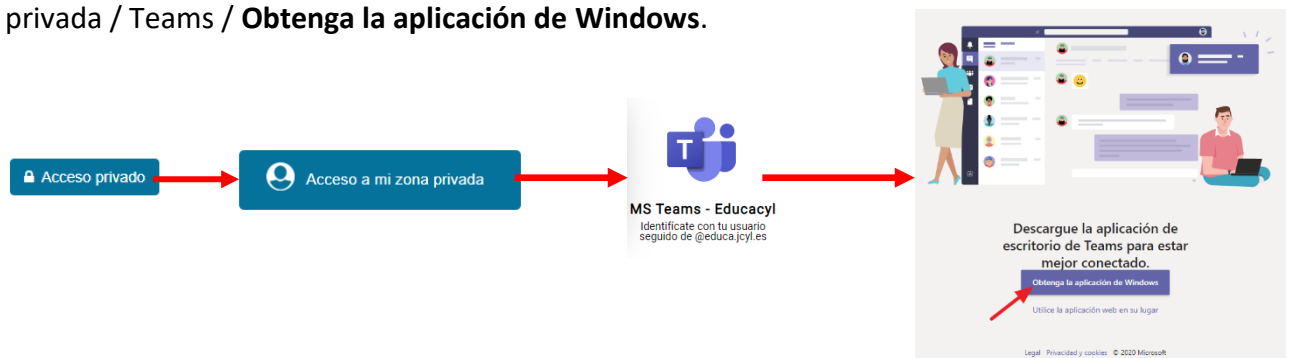 privada / Teams / Obtenga la aplicación de Windows.
Acceso privado
Acceso a mi zona privada
T
MS Teams - Educacyl
Identifícate con tu usuario
seguido de @educa.jcyl.es
Descargue la aplicación de
escritorio de Teams para estar
mejor conectado.
Obtenga la aplicación de Windows
Utilice la aplicación web en su lugar
Legal Privacidad y cookies © 2020 Microsoft